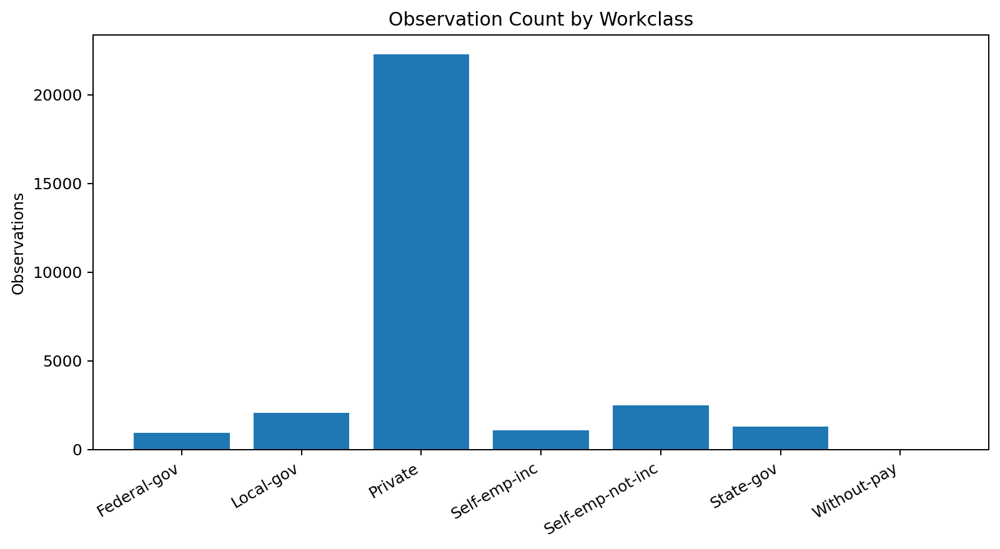 Observation Count by Workclass
Observations
20000
15000
10000
5000
0
Federal-gov
Local-gov
Private
Self-emp-inc
Self-emp-not-inc
State-gov
Without-pay